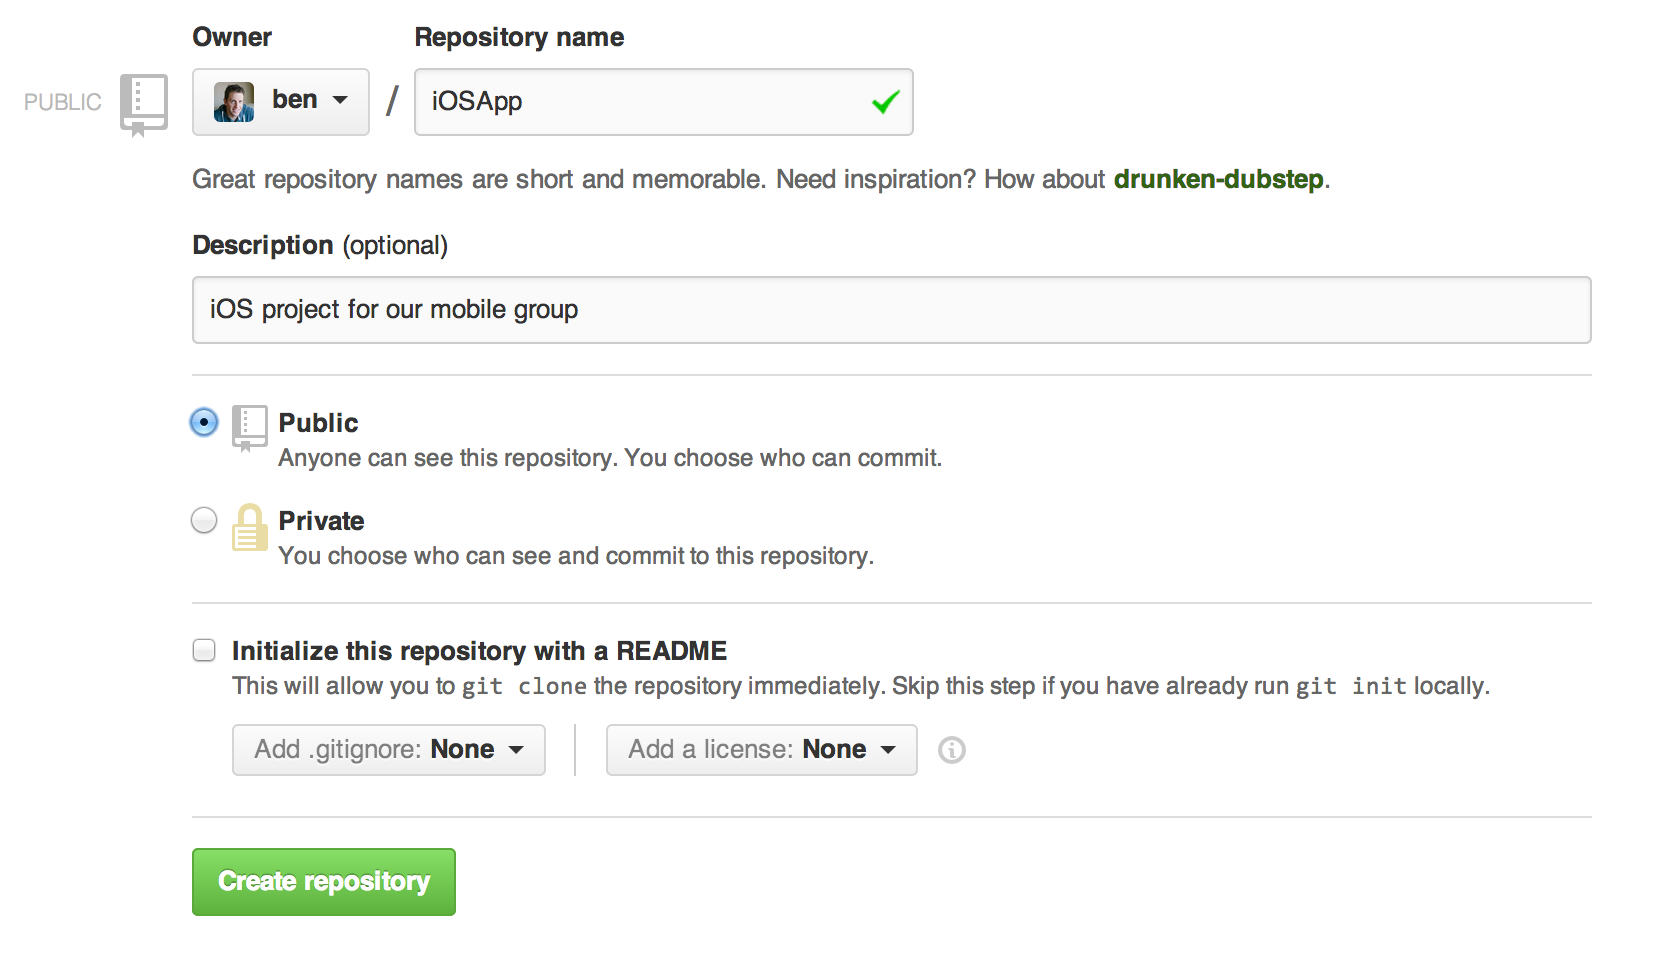 Owner
Repository name
PUBLIC
ben
/
iOSApp
Great repository names are short and memorable. Need inspiration? How about drunken-dubstep.
Description (optional)
iOS project for our mobile group
Public
Anyone can see this repository. You choose who can commit.
Private
You choose who can see and commit to this repository.
Initialize this repository with a README
This will allow you to git clone the repository immediately. Skip this step if you have already run git init locally.
Add .gitignore: None
Add a license: None
Create repository